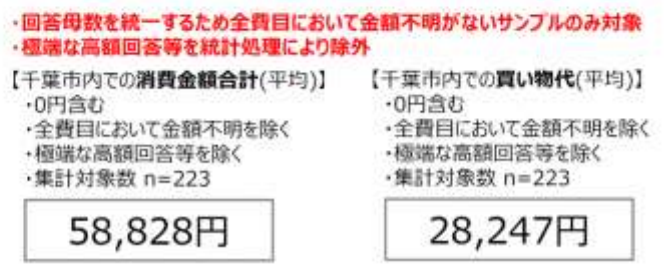 ・回答母数を統一するため全費目において金額不明がないサンプルのみ対象
・極端な高額回答等を統計処理により除外
【千葉市内での消費金額合計(平均)】
・0円含む
・全費目において金額不明を除く
・極端な高額回答等を除く
・集計対象数 n=223
58,828円
【千葉市内での買い物代(平均)】
・0円含む
・全費目において金額不明を除く
・極端な高額回答等を除く
・集計対象数 n=223
28,247円